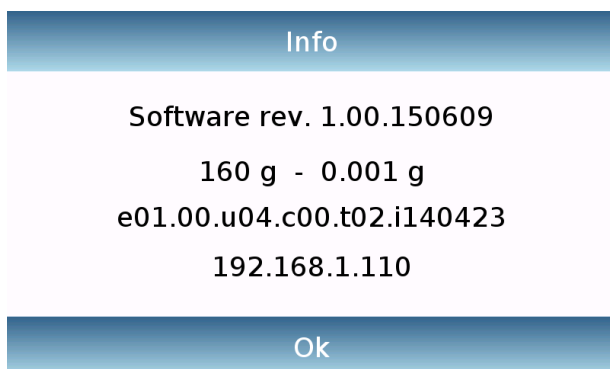 Info
Software rev. 1.00.150609
160 g - 0.001 g
e01.00.u04.c00.t02.i140423
192.168.1.110
Ok